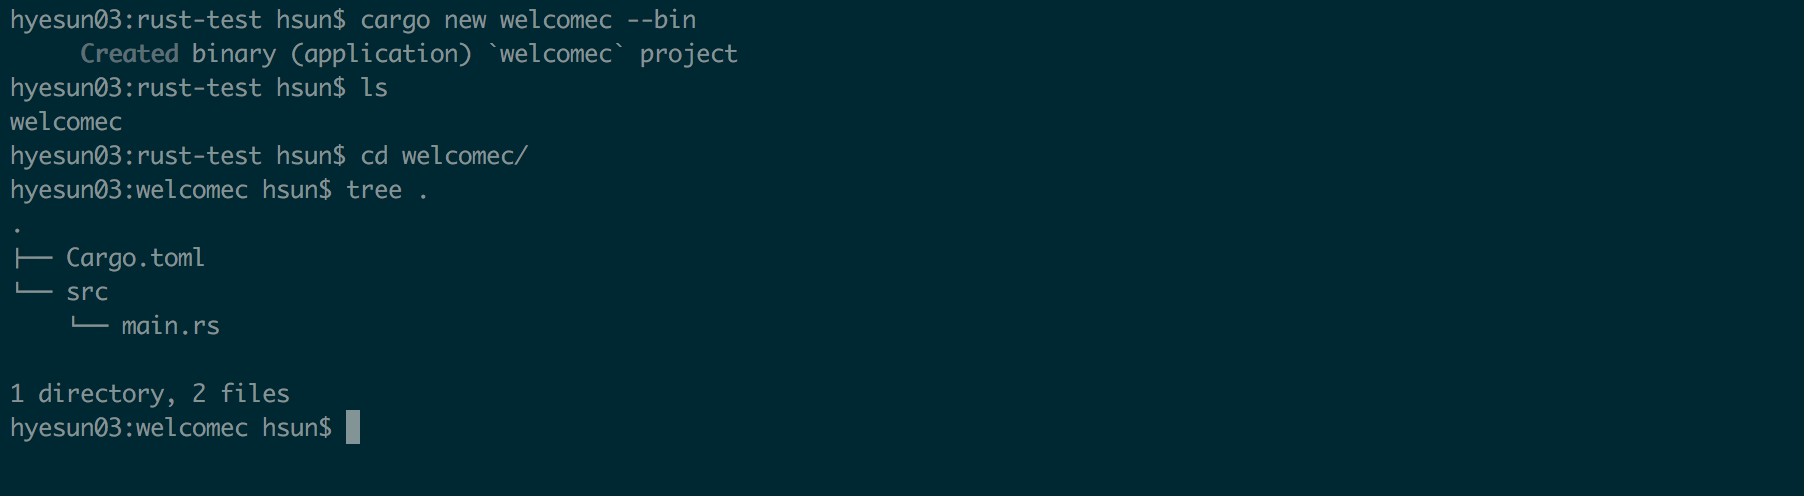 hyesun03:rust-test hsun$ cargo new welcomec --bin
     Created binary (application) `welcomec` project
hyesun03:rust-test hsun$ ls
welcomec
hyesun03:rust-test hsun$ cd welcomec/
hyesun03:welcomec hsun$ tree .
.
├── Cargo.toml
└── src
    └── main.rs

1 directory, 2 files
hyesun03:welcomec hsun$